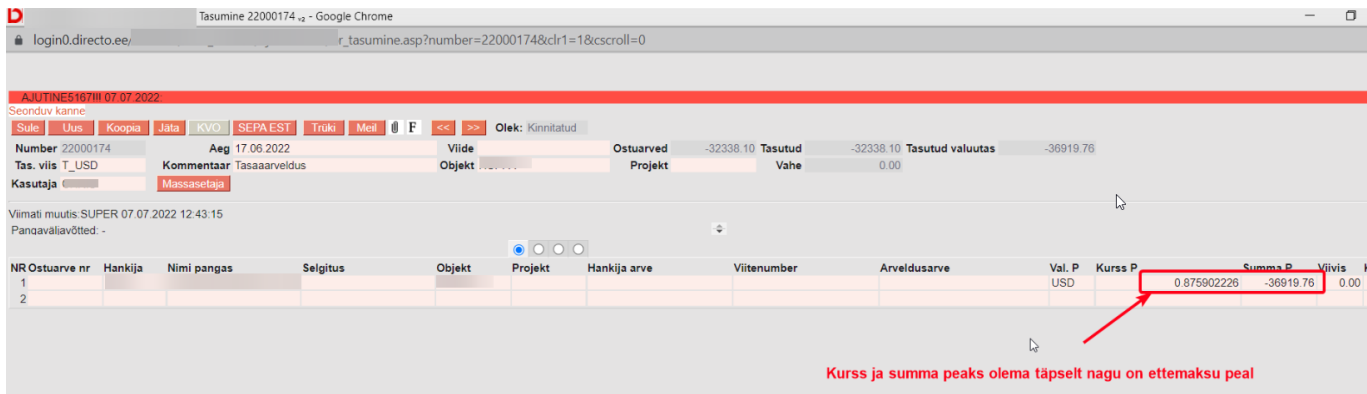 Tasumine 22000174 v2 - Google Chrome
login0.directo.ee/ r_tasumine.asp?number=22000174&clr1=1&cscroll=0
AJUTINE5167III 07.07.2022:
Seonduv kanne
Sule Uus Koopia Jäta KVO SEPA EST Trüki Meil F << >> Olek: Kinnitatud
Number 22000174 Aeg 17.06.2022 Viide Ostuarved -32338.10 Tasutud -32338.10 Tasutud valuutas -36919.76
Tas. viis T_USD Kommentaar Tasaaarveldus Objekt Projekt Vahe 0.00
Kasutaja Massasetaja
Viimati muutis:SUPER 07.07.2022 12:43:15
Pangaväljavõtted: -
NR Ostuarve nr Hankija Nimi pangas Selgitus Objekt Projekt Hankija arve Viitenumber Arveldusarve Val. P Kurss P Summa P Viivis
1 USD 0.875902226 -36919.76 0.00
2
Kurss ja summa peaks olema täpselt nagu on ettemaksu peal